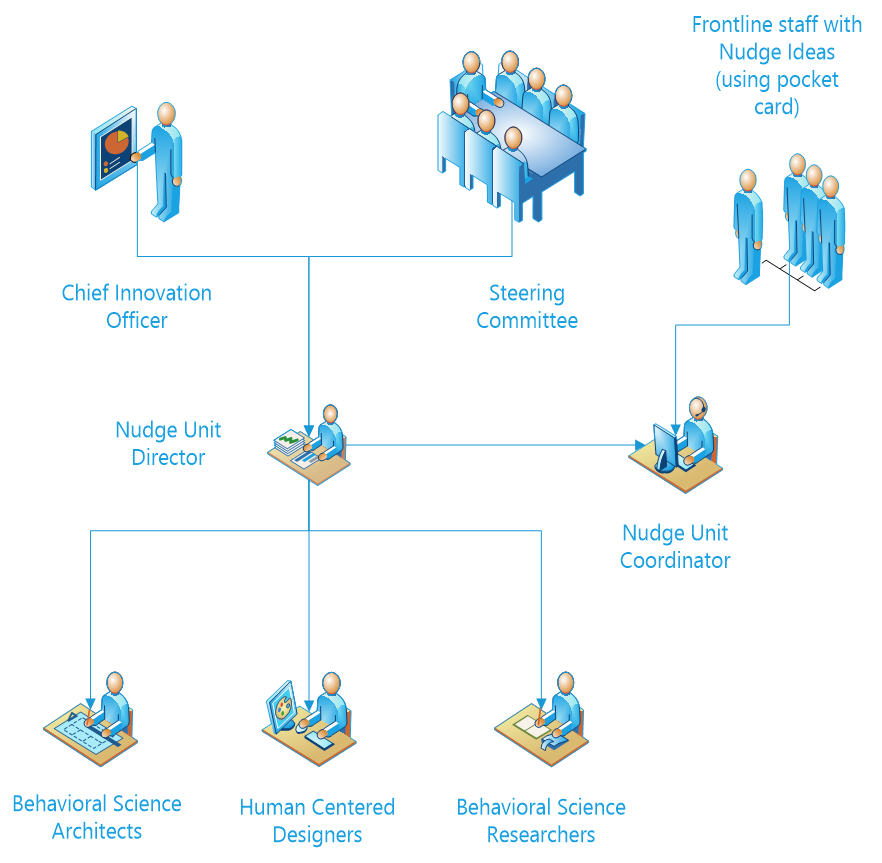 Frontline staff with
Nudge Ideas
(using pocket
card)
Chief Innovation
Officer
Steering
Committee
Nudge Unit
Director
Nudge Unit
Coordinator
Behavioral Science
Architects
Human Centered
Designers
Behavioral Science
Researchers